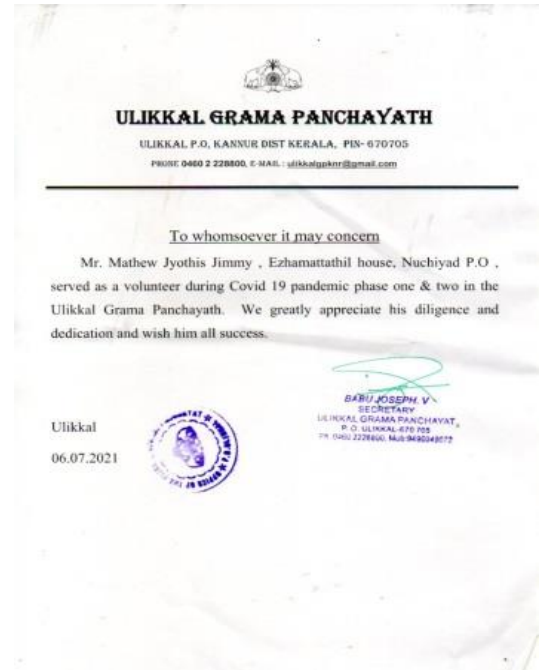 ULIKKAL GRAMA PANCHAYATH
ULIKKAL P.O, KANNUR DIST KERALA, PIN- 670705
PHONE 0460 2 228800, E-MAIL : ulikkalgpknr@gmail.com
To whomsoever it may concern
Mr. Mathew Jyothis Jimmy , Ezhamattathil house, Nuchiyad P.O ,
served as a volunteer during Covid 19 pandemic phase one & two in the
Ulikkal Grama Panchayath. We greatly appreciate his diligence and
dedication and wish him all success.
BABU JOSEPH. V
SECRETARY
ULIKKAL GRAMA PANCHAYAT,
P. O. ULIKKAL-670 705
Ulikkal
06.07.2021
OFFICE OF THE